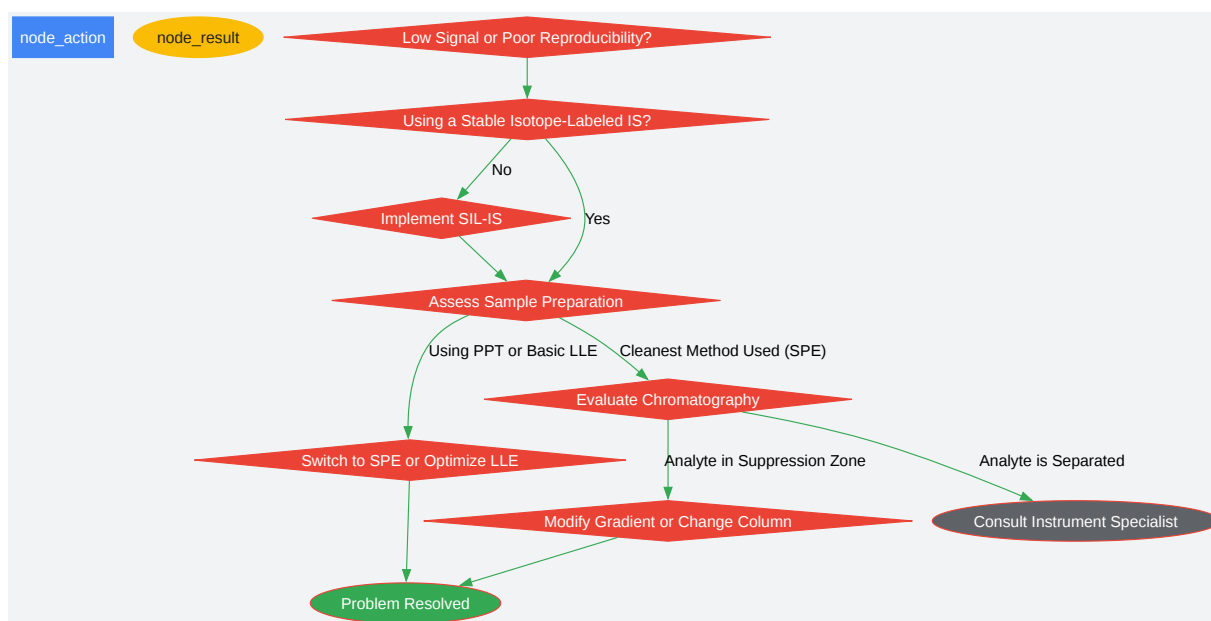 node_action
node_result
Low Signal or Poor Reproducibility?
Using a Stable Isotope-Labeled IS?
No
Implement SIL-IS
Yes
Assess Sample Preparation
Using PPT or Basic LLE
Cleanest Method Used (SPE)
Evaluate Chromatography
Switch to SPE or Optimize LLE
Analyte in Suppression Zone
Analyte is Separated
Modify Gradient or Change Column
Consult Instrument Specialist
Problem Resolved